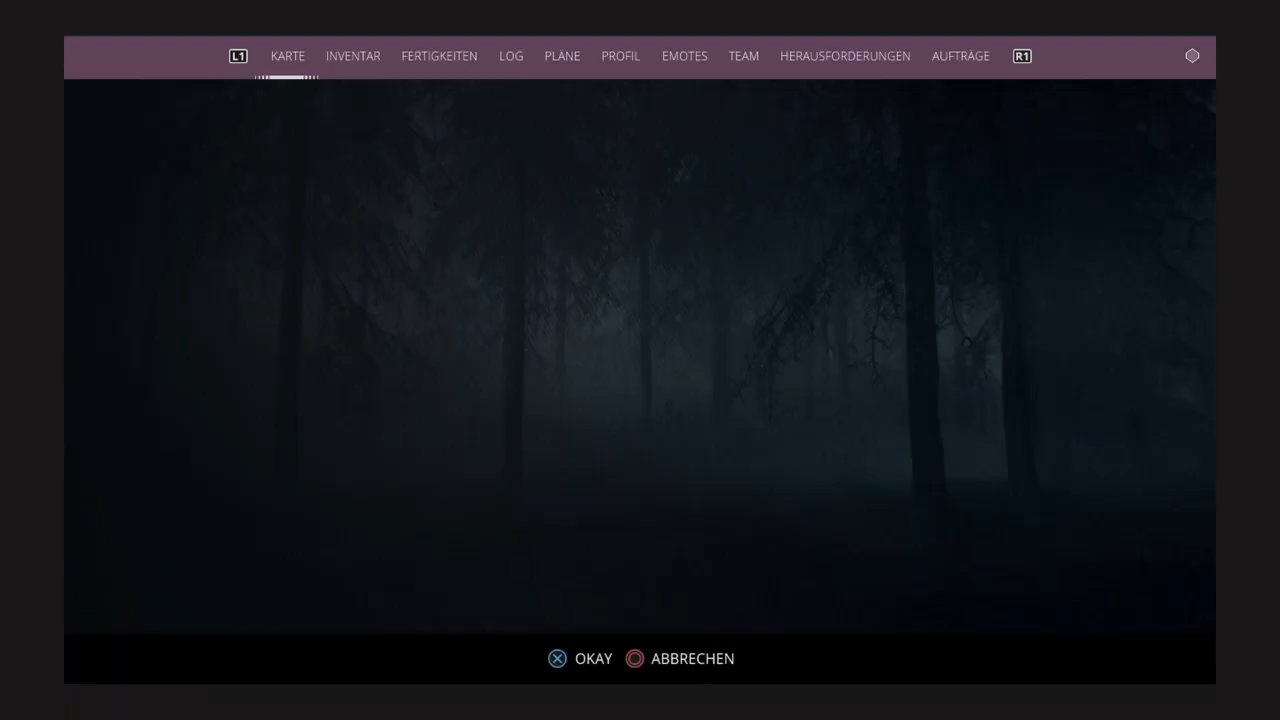 L1 KARTE INVENTAR FERTIGKEITEN LOG PLÄNE PROFIL EMOTES TEAM HERAUSFORDERUNGEN AUFTRÄGE R1
OKAY ABBRECHEN